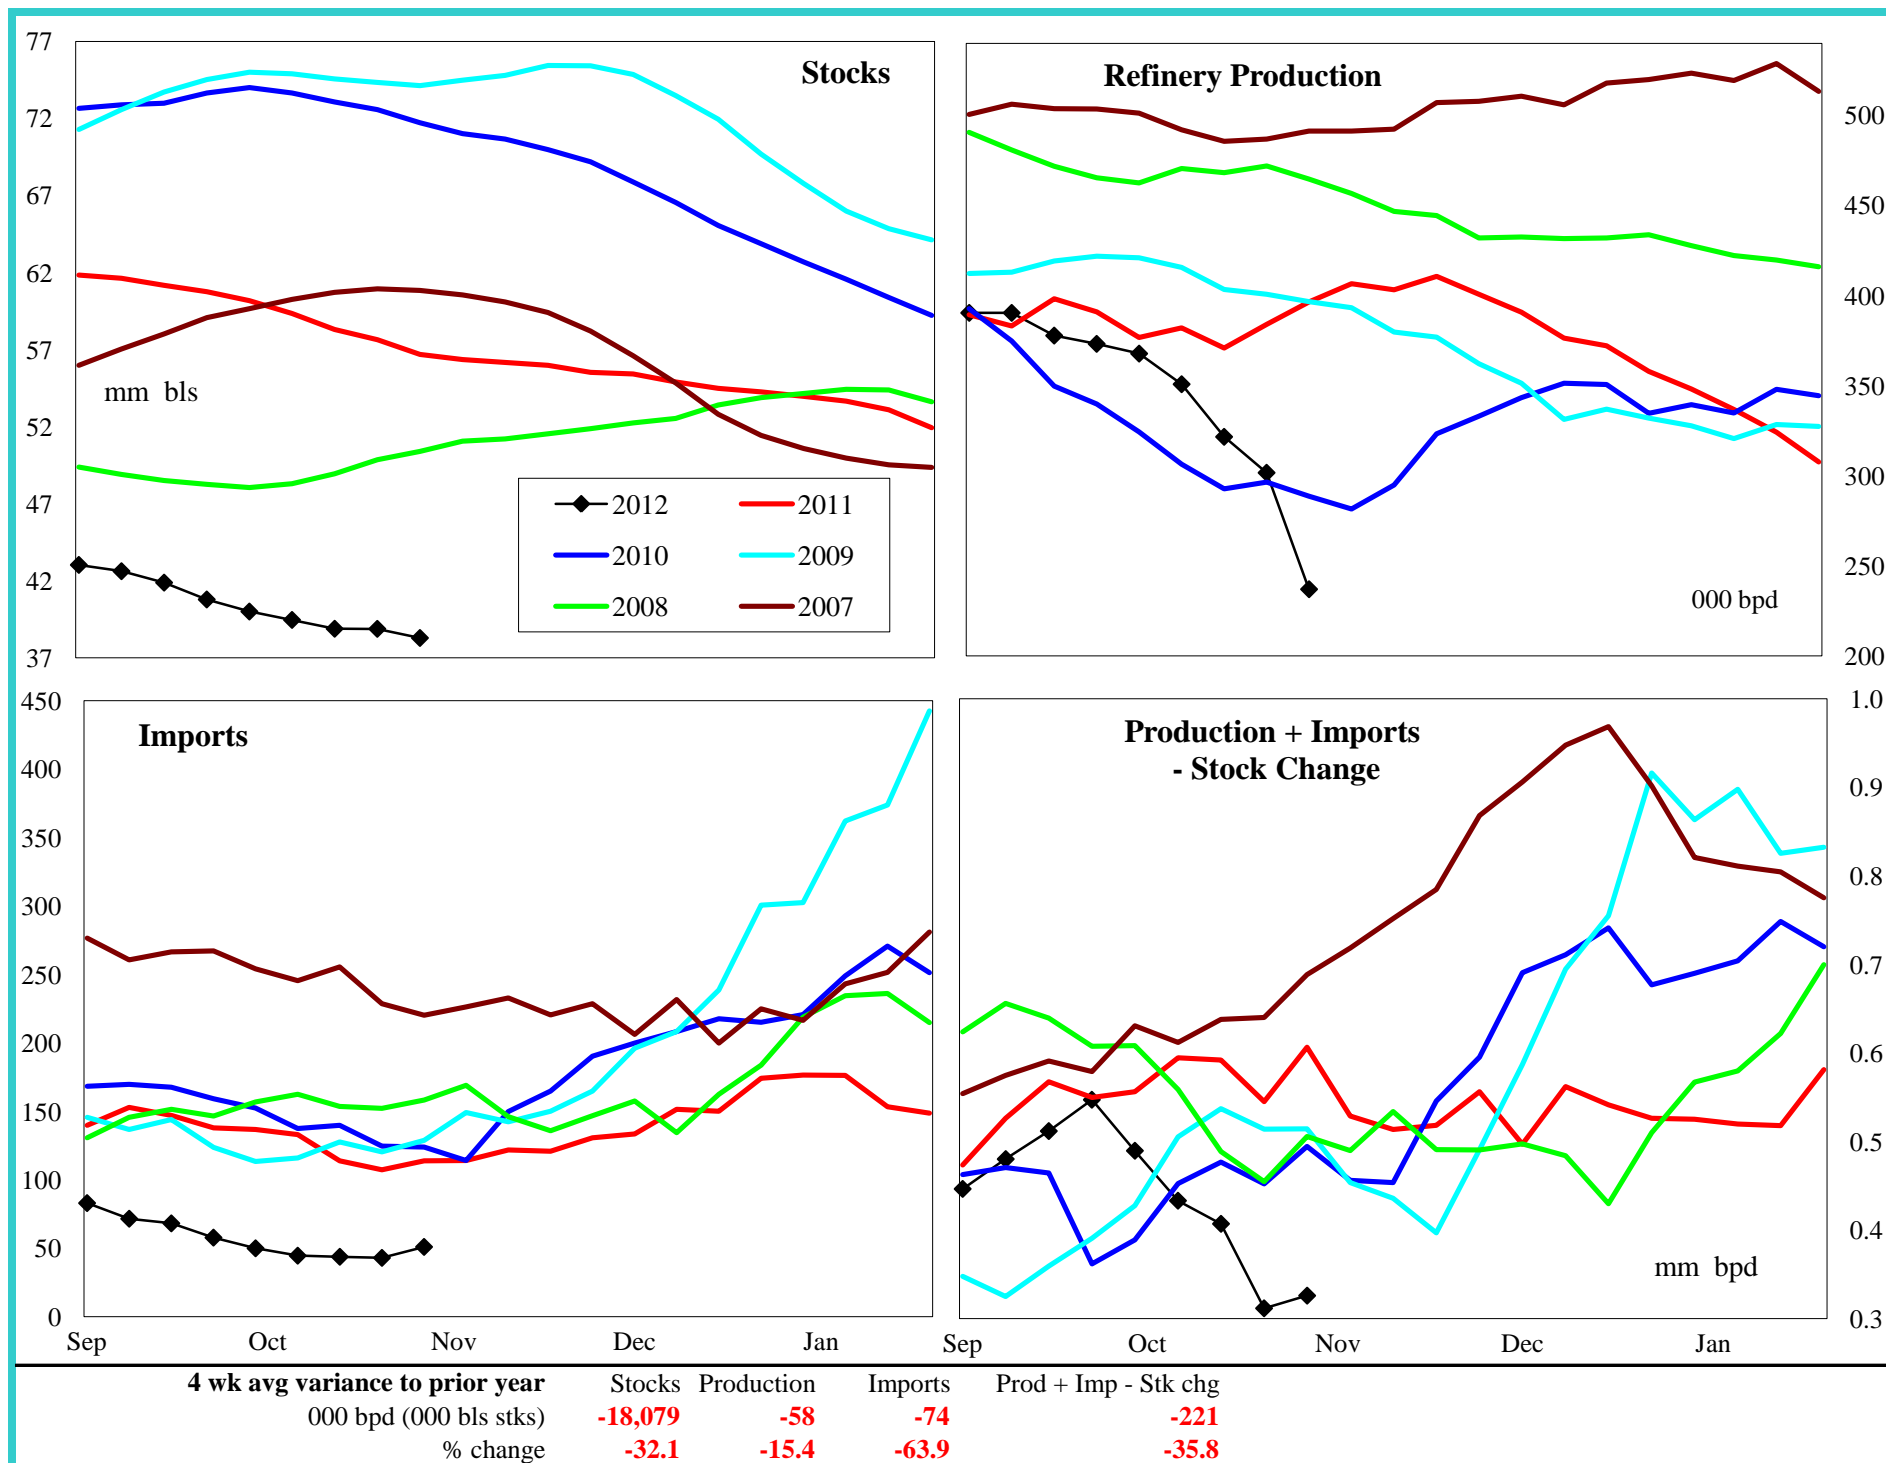 Stocks
77
72
67
62
57
52
47
42
37
mm bls
2012 2011
2010 2009
2008 2007
Refinery Production
500
450
400
350
300
250
200
000 bpd
Imports
450
400
350
300
250
200
150
100
50
0
Sep Oct Nov Dec Jan
Production + Imports
- Stock Change
1.0
0.9
0.8
0.7
0.6
0.5
0.4
0.3
mm bpd
Sep Oct Nov Dec Jan
4 wk avg variance to prior year Stocks Production Imports Prod + Imp - Stk chg
000 bpd (000 bls stks) -18,079 -58 -74 -221
% change -32.1 -15.4 -63.9 -35.8